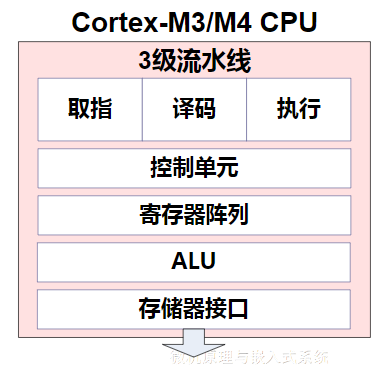 Cortex-M3/M4 CPU
3级流水线
取指 译码 执行
控制单元
寄存器阵列
ALU
存储器接口
原理与嵌入式系统